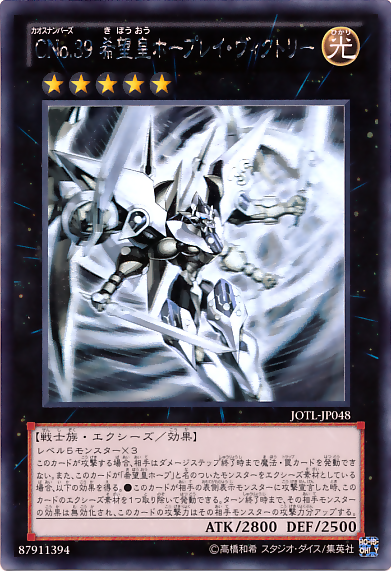 カオスナンバーズ きぼうおう ひかり
CNo.39 希望皇ホープレイ・ヴィクトリー 光
JOTL-JP048
【戦士族・エクシーズ/効果】
レベル5モンスター×3
このカードが攻撃する場合、相手はダメージステップ終了時まで魔法・罠カードを発動でき
ない。また、このカードが「希望皇ホープ」と名のついたモンスターをエクシーズ素材としている
場合、以下の効果を得る。●このカードが相手の表側表示モンスターに攻撃宣言した時、この
カードのエクシーズ素材を1つ取り除いて発動できる。ターン終了時まで、その相手モンスター
の効果は無効化され、このカードの攻撃力はその相手モンスターの攻撃力分アップする。
ATK/2800 DEF/2500
87911394 ©高橋和希 スタジオ・ダイス/集英社